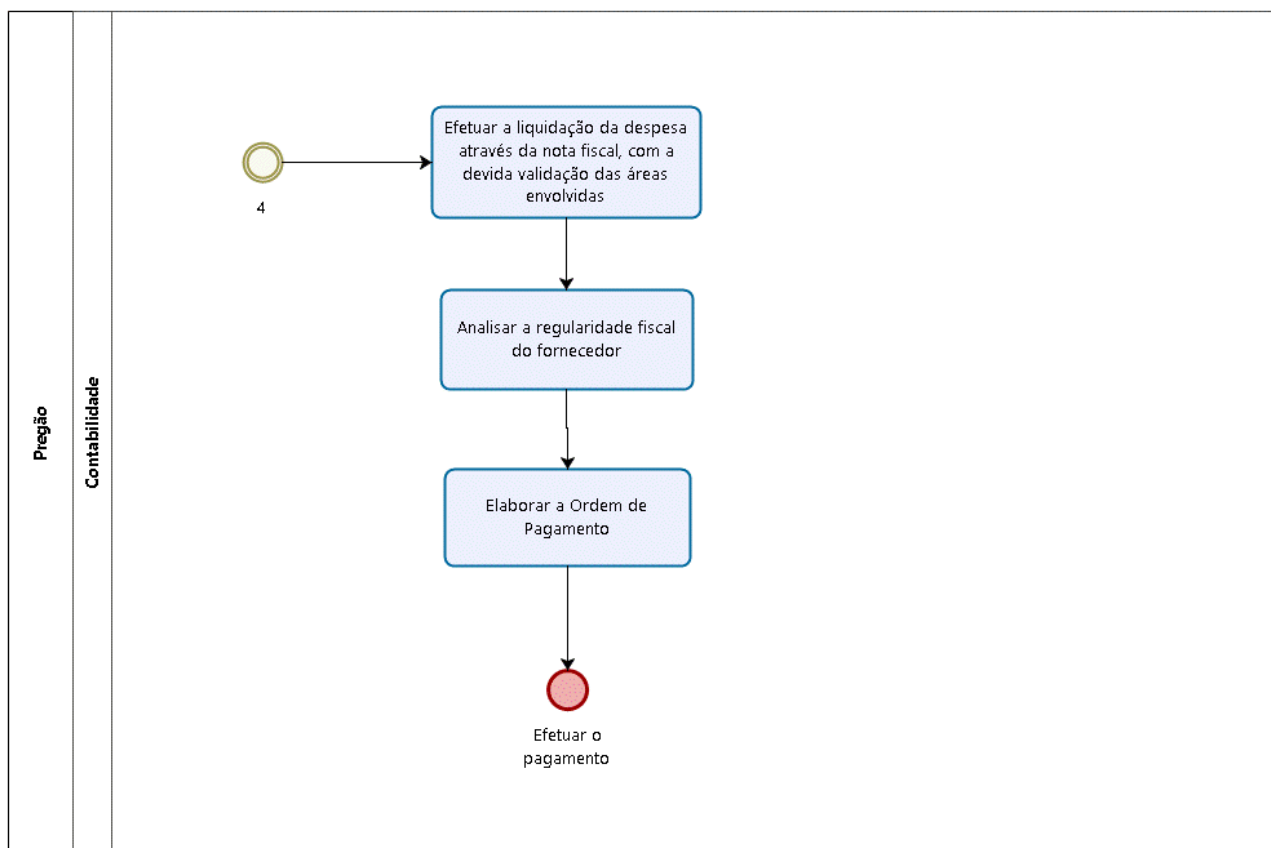 Pregão
Contabilidade
4
Efetuar a liquidação da despesa
através da nota fiscal, com a
devida validação das áreas
envolvidas
Analisar a regularidade fiscal
do fornecedor
Elaborar a Ordem de
Pagamento
Efetuar o
pagamento